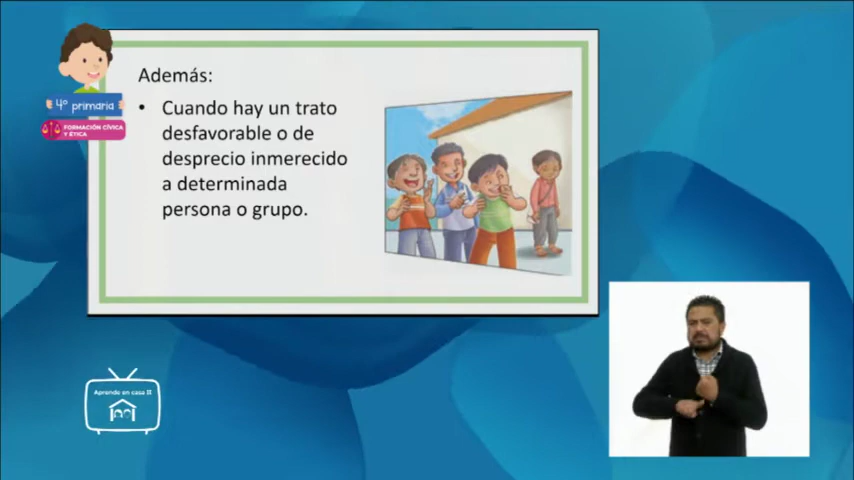 Además:
• Cuando hay un trato
desfavorable o de
desprecio inmerecido
a determinada
persona o grupo.
4º primaria
FORMACIÓN CÍVICA
Y ÉTICA
Aprende en casa II